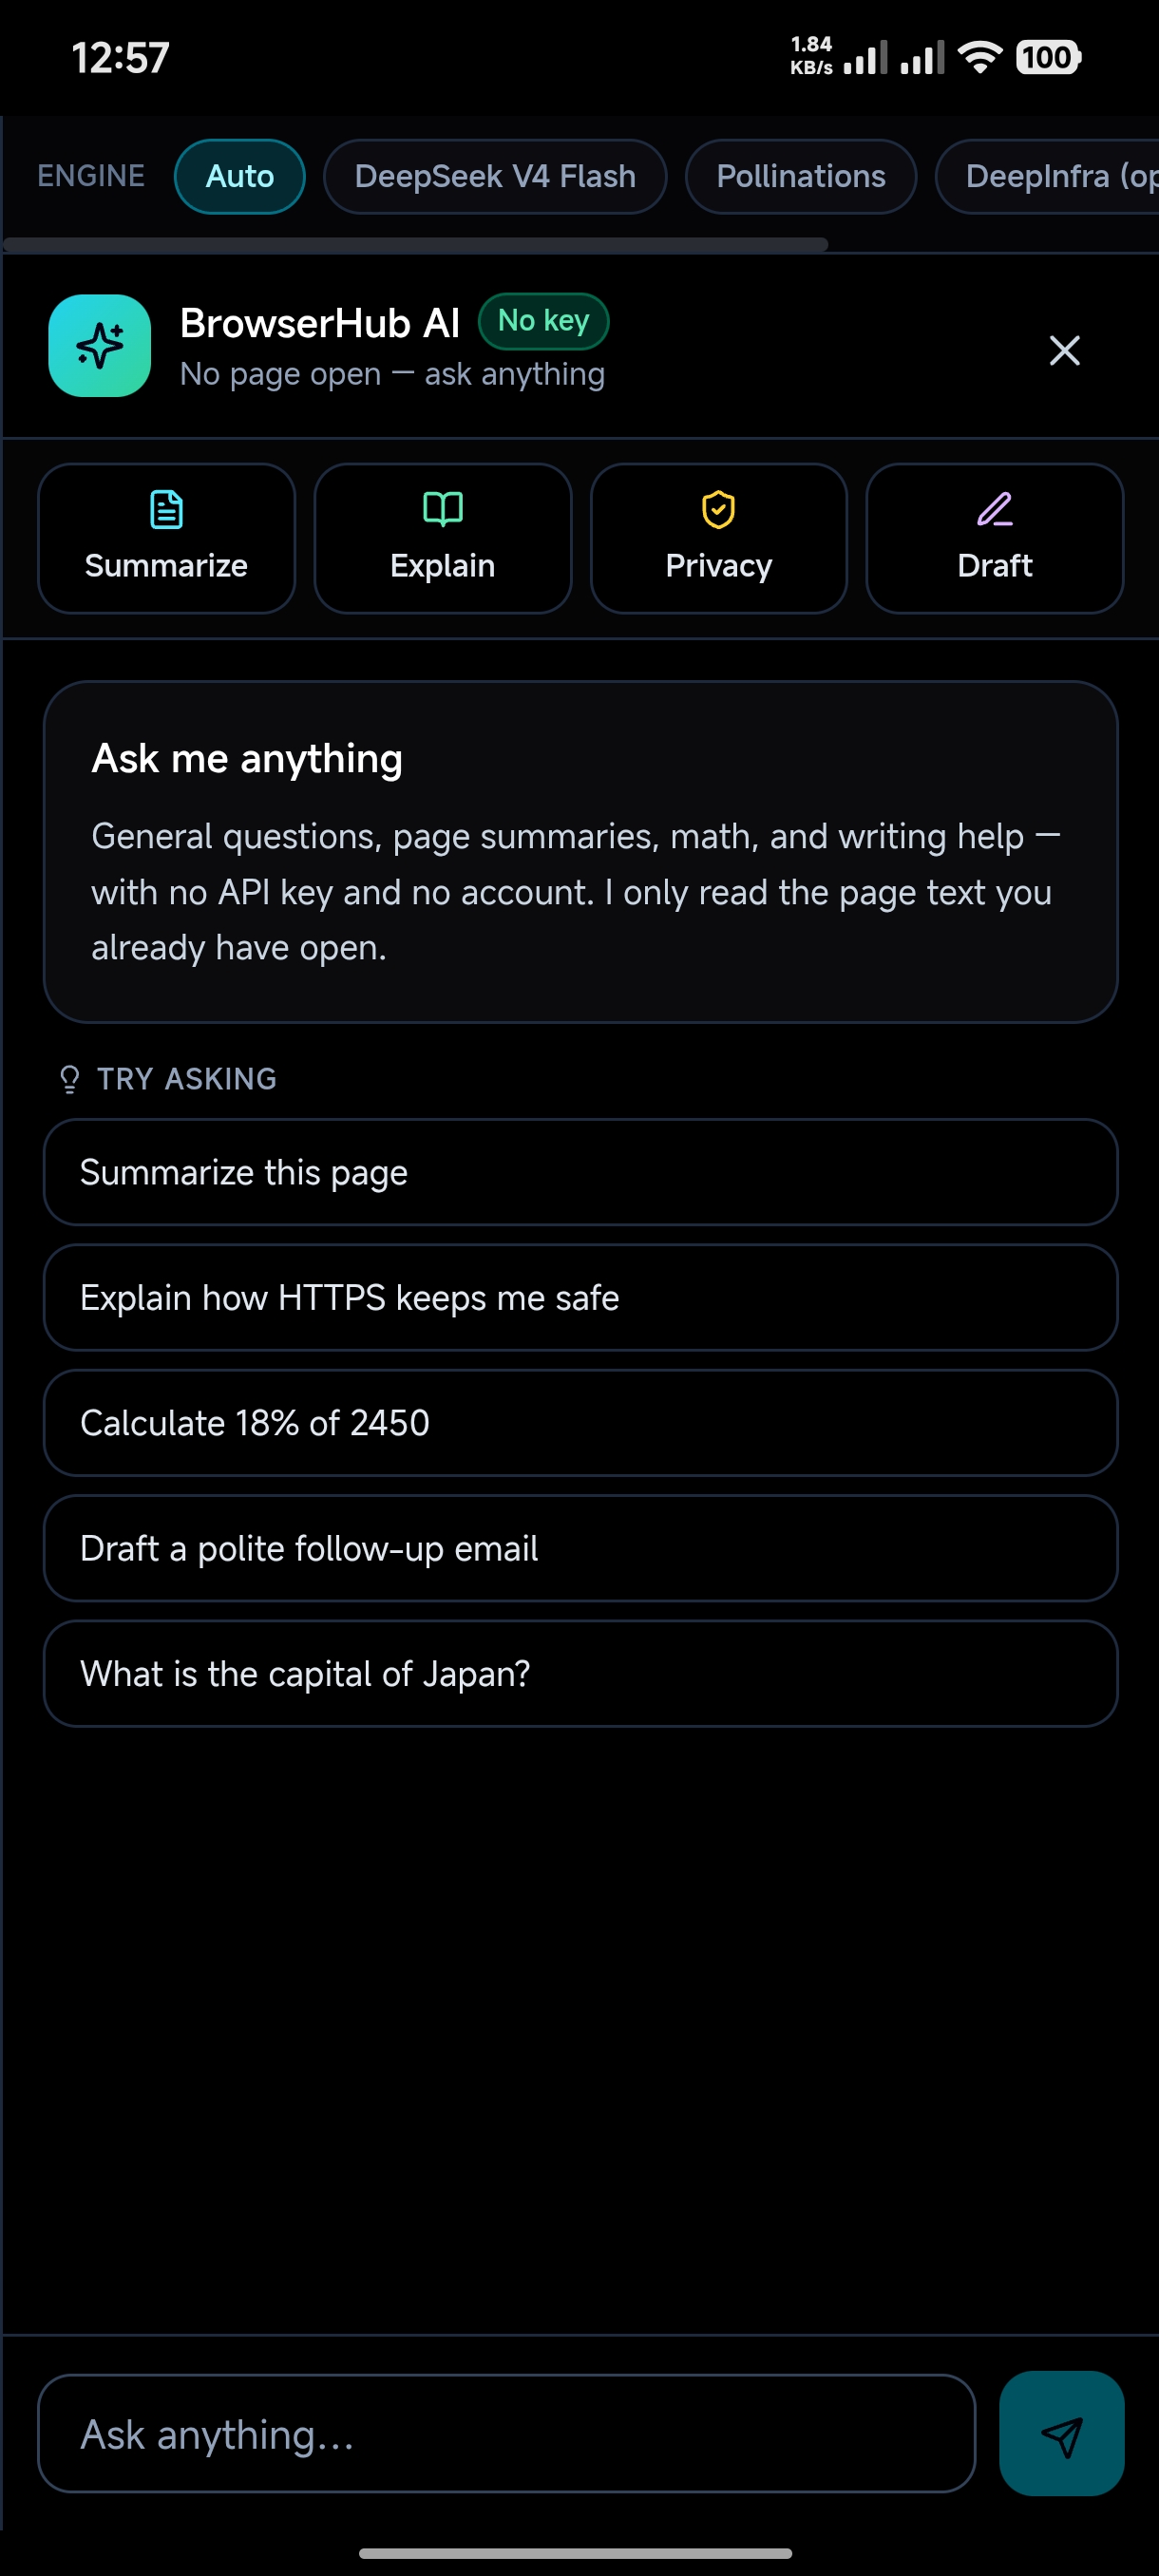 12:57
1.84
KB/s
100
ENGINE
Auto
DeepSeek V4 Flash
Pollinations
DeepInfra (op
BrowserHub AI
No key
No page open — ask anything
Summarize
Explain
Privacy
Draft
Ask me anything
General questions, page summaries, math, and writing help —
with no API key and no account. I only read the page text you
already have open.
TRY ASKING
Summarize this page
Explain how HTTPS keeps me safe
Calculate 18% of 2450
Draft a polite follow-up email
What is the capital of Japan?
Ask anything…